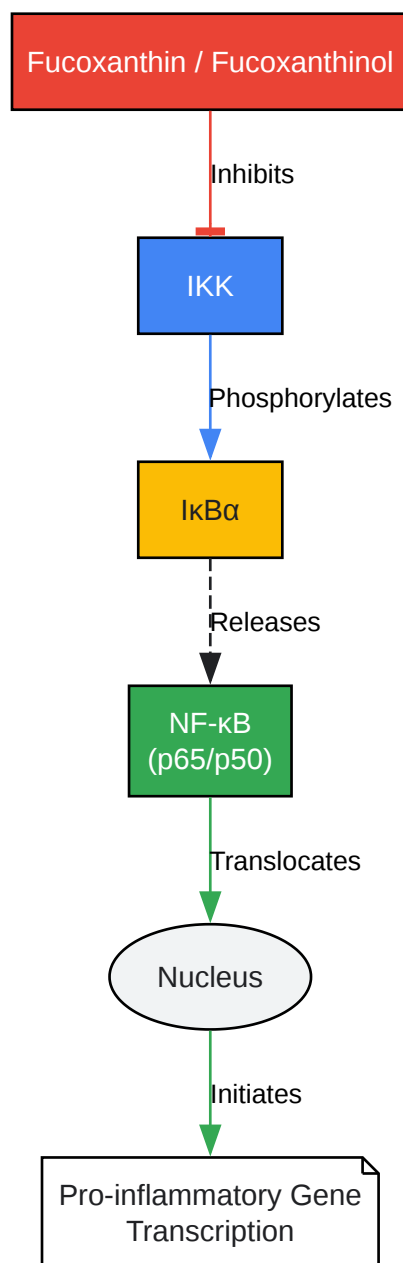 Fucoxanthin / Fucoxanthinol
Inhibits
IKK
Phosphorylates
IκBα
Releases
NF-κB
(p65/p50)
Translocates
Nucleus
Initiates
Pro-inflammatory Gene
Transcription